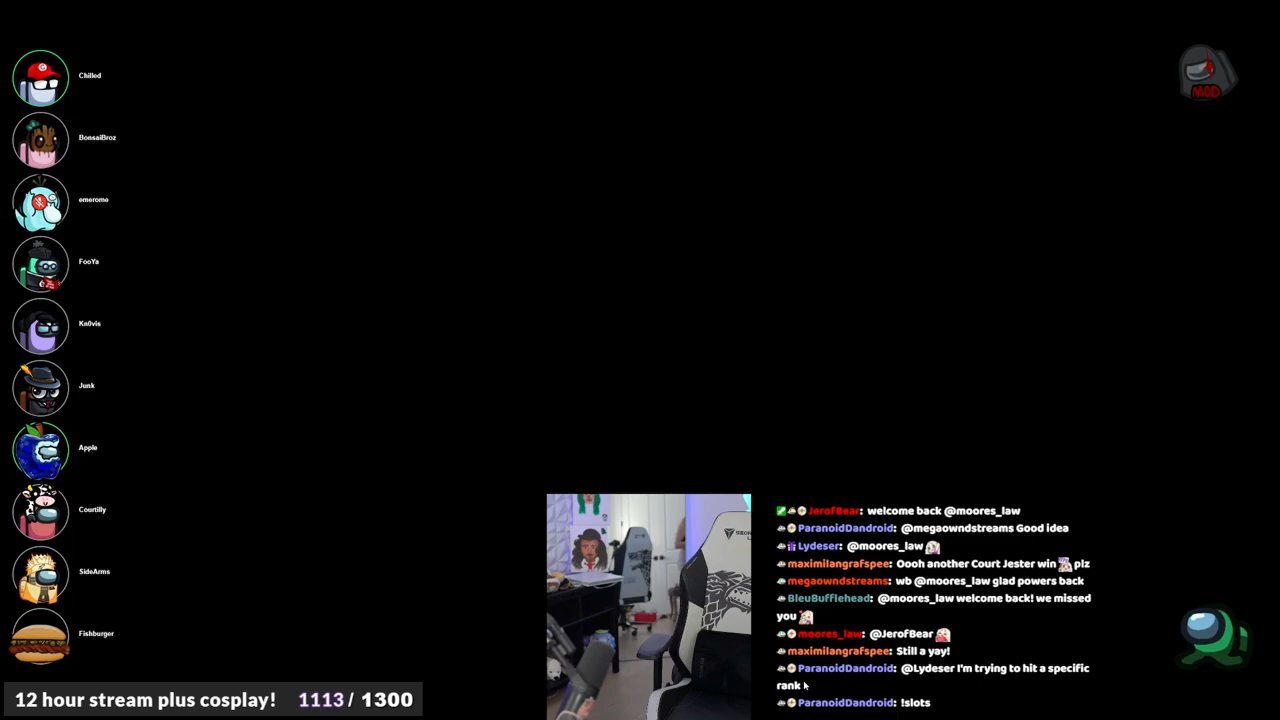 Chilled
MOD
BonsaiBroz
emerome
FooYa
Kn0vis
Junk
Apple
Courtilly
SideArms
Fishburger
JerofBear: welcome back @moores_law
ParanoidDandroid: @megaowndstreams Good idea
Lydeser: @moores_law
maximilangrafspee: Oooh another Court Jester win plz
megaowndstreams: wb @moores_law glad powers back
BleuBufflehead: @moores_law welcome back! we missed
you
moores_law: @JerofBear
maximilangrafspee: Still a yay!
ParanoidDandroid: @Lydeser I'm trying to hit a specific
rank
ParanoidDandroid: !slots
12 hour stream plus cosplay! 1113 / 1300